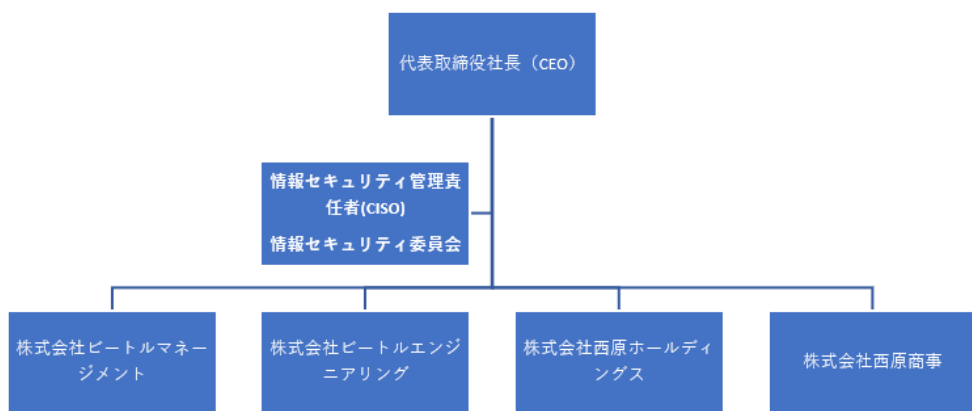 代表取締役社長（CEO）
情報セキュリティ管理責
任者(CISO)
情報セキュリティ委員会
株式会社ビートルマネー
ジメント
株式会社ビートルエンジ
ニアリング
株式会社西原ホールディ
ングス
株式会社西原商事